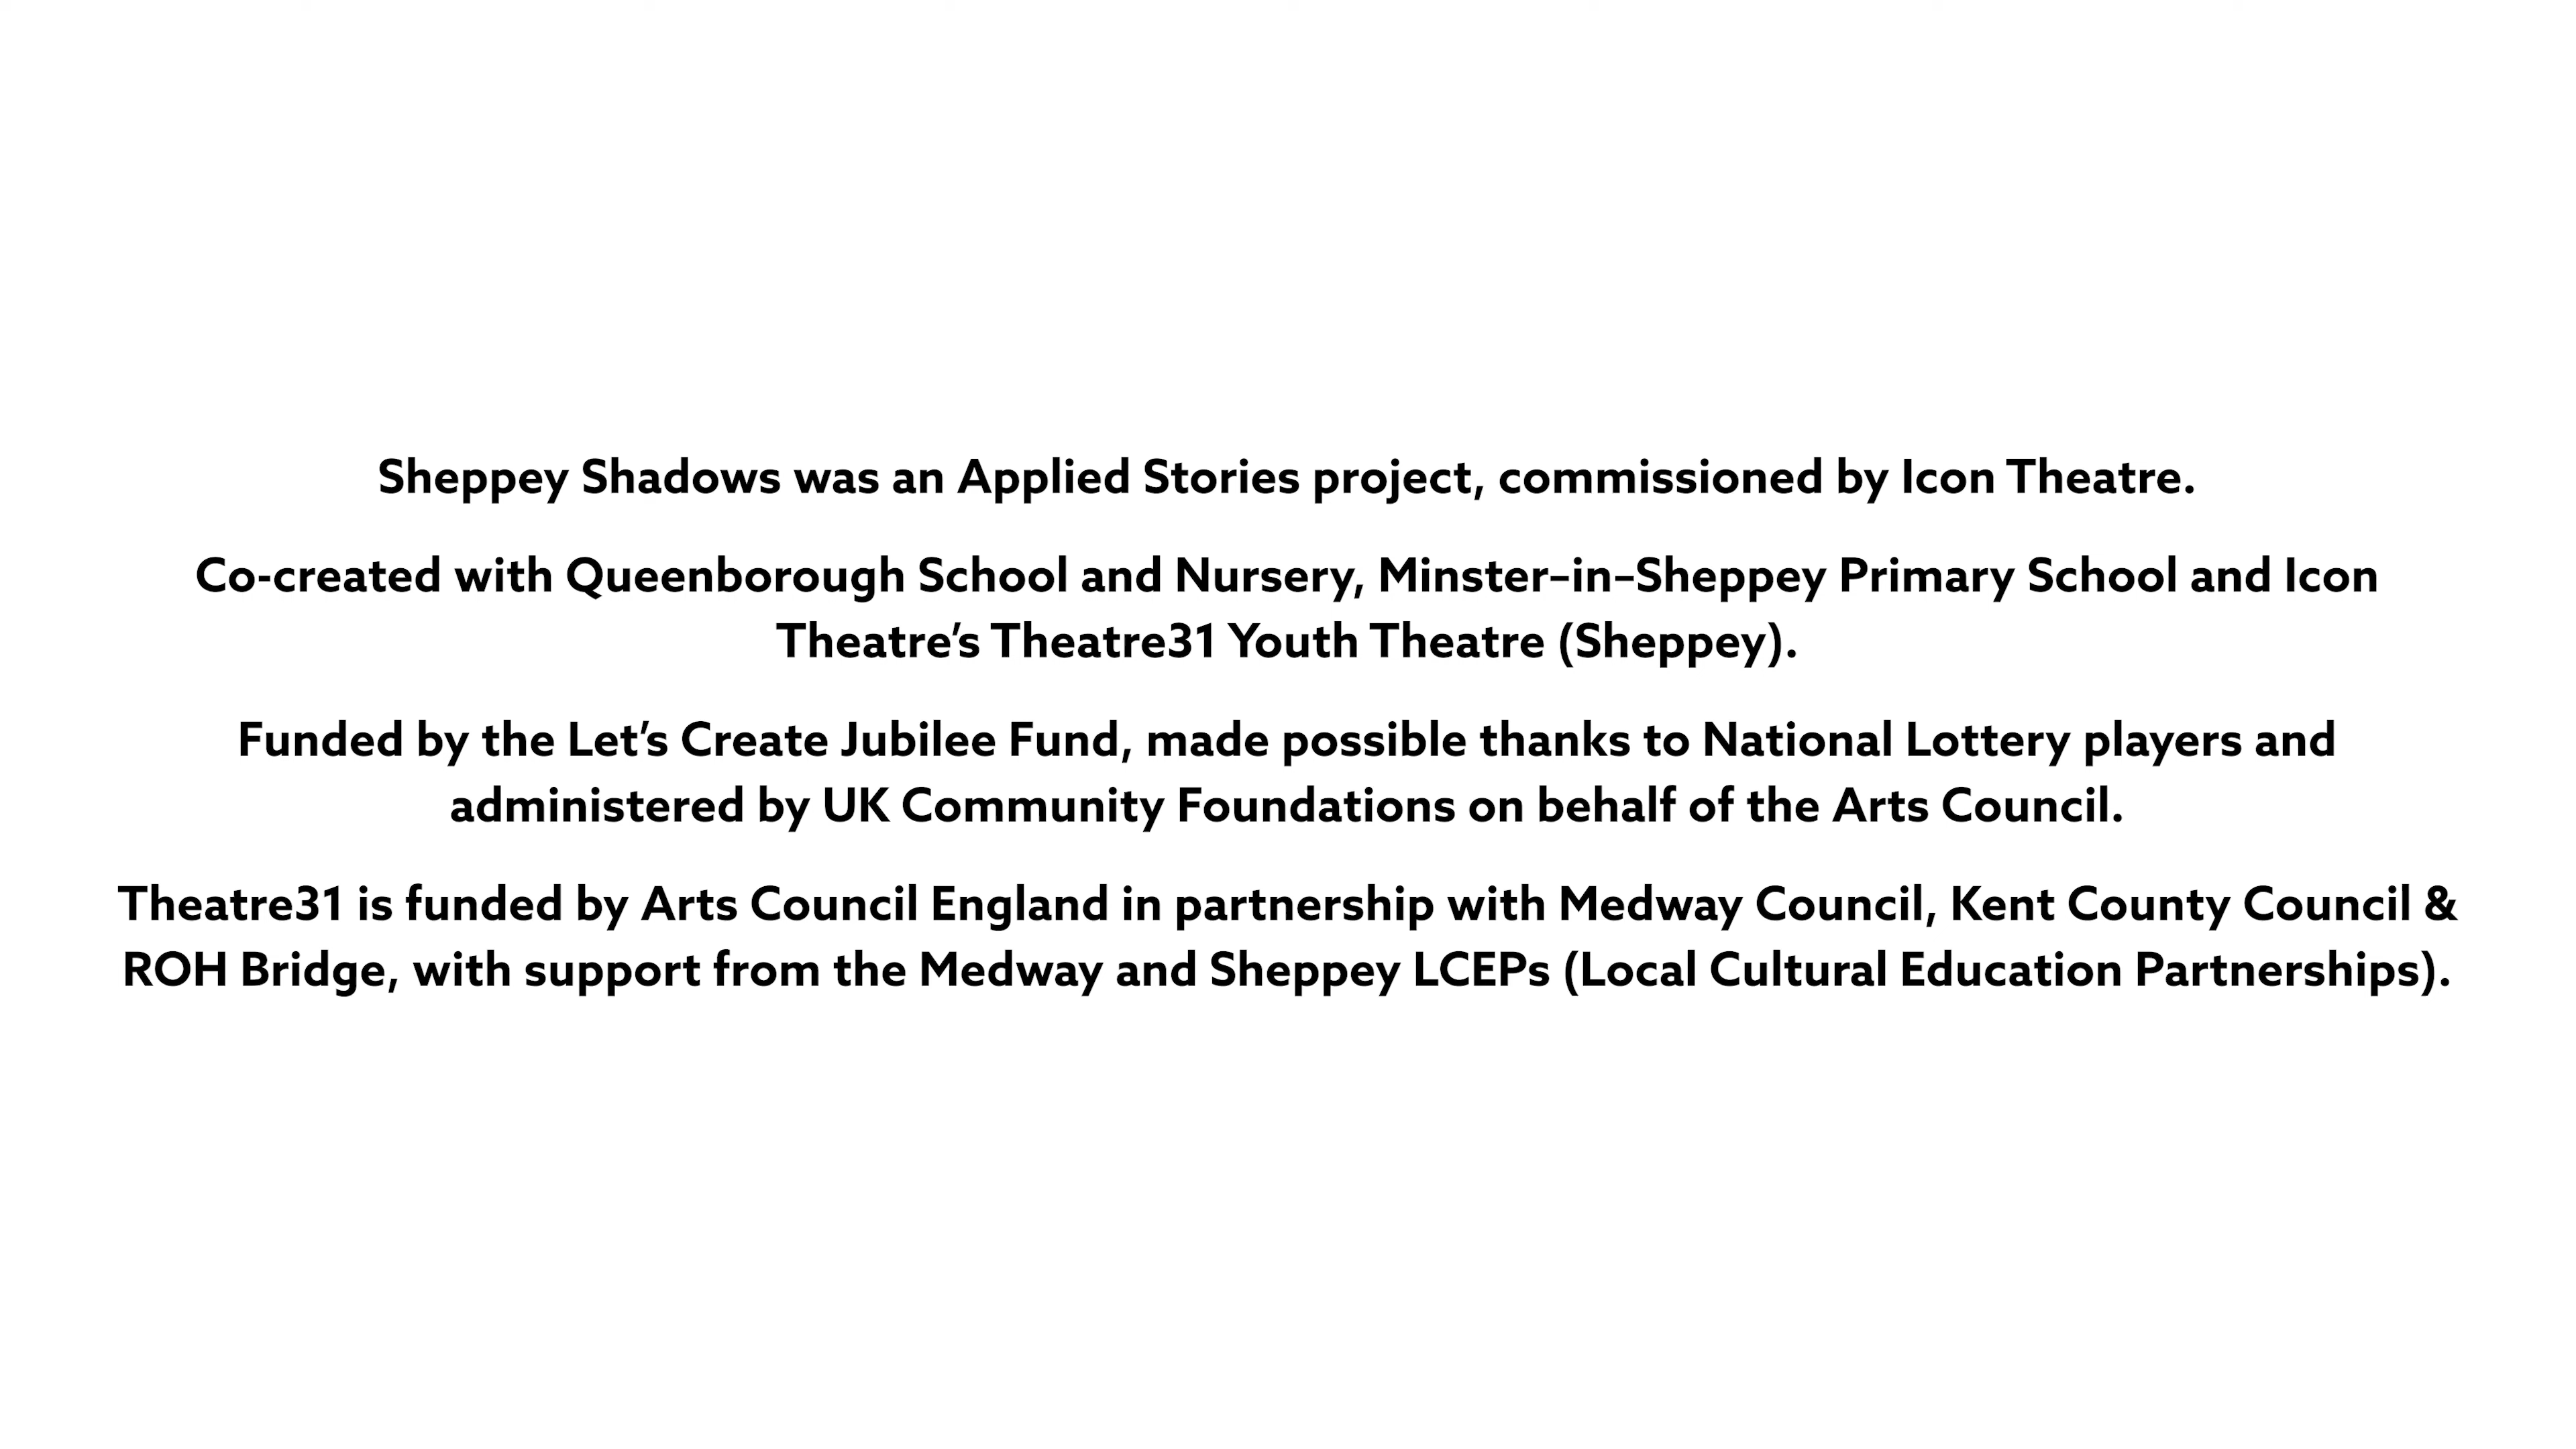 Sheppey Shadows was an Applied Stories project, commissioned by Icon Theatre.
Co-created with Queenborough School and Nursery, Minster–in–Sheppey Primary School and Icon
Theatre’s Theatre31 Youth Theatre (Sheppey).
Funded by the Let’s Create Jubilee Fund, made possible thanks to National Lottery players and
administered by UK Community Foundations on behalf of the Arts Council.
Theatre31 is funded by Arts Council England in partnership with Medway Council, Kent County Council &
ROH Bridge, with support from the Medway and Sheppey LCEPs (Local Cultural Education Partnerships).